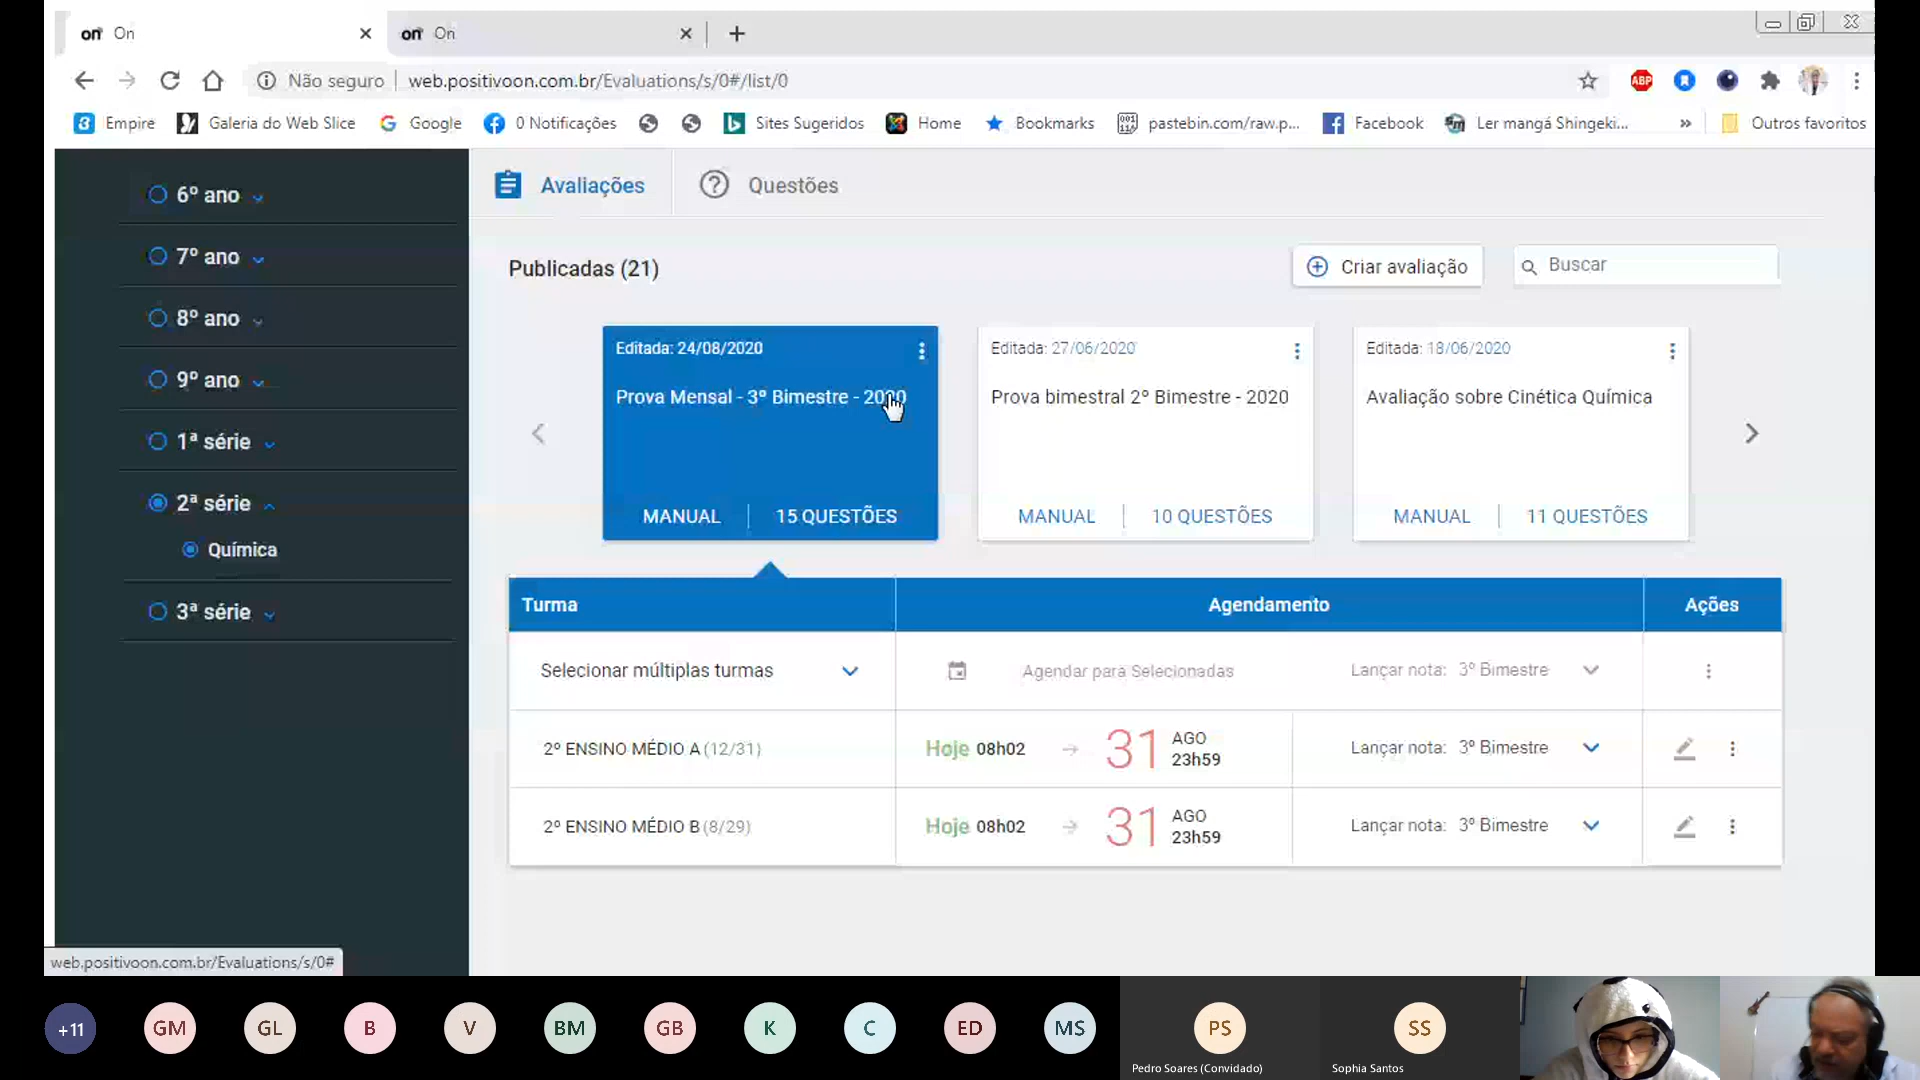 on On
on On
Não seguro web.positivoon.com.br/Evaluations/s/0#/list/0
ABP
Empire Galeria do Web Slice Google 0 Notificações Sites Sugeridos Home Bookmarks pastebin.com/raw.p... Facebook Ler mangá Shingeki... » Outros favoritos
6º ano
7º ano
8º ano
9º ano
1ª série
2ª série
Química
3ª série
Avaliações Questões
Publicadas (21)
Criar avaliação
Buscar
Editada: 24/08/2020
Prova Mensal - 3º Bimestre - 2020
MANUAL 15 QUESTÕES
Editada: 27/06/2020
Prova bimestral 2º Bimestre - 2020
MANUAL 10 QUESTÕES
Editada: 18/06/2020
Avaliação sobre Cinética Química
MANUAL 11 QUESTÕES
Turma Agendamento Ações
Selecionar múltiplas turmas Agendar para Selecionadas Lançar nota: 3º Bimestre
2º ENSINO MÉDIO A (12/31) Hoje 08h02 31 AGO 23h59 Lançar nota: 3º Bimestre
2º ENSINO MÉDIO B (8/29) Hoje 08h02 31 AGO 23h59 Lançar nota: 3º Bimestre
web.positivoon.com.br/Evaluations/s/0#
+11 GM GL B V BM GB K C ED MS PS SS
Pedro Soares (Convidado) Sophia Santos